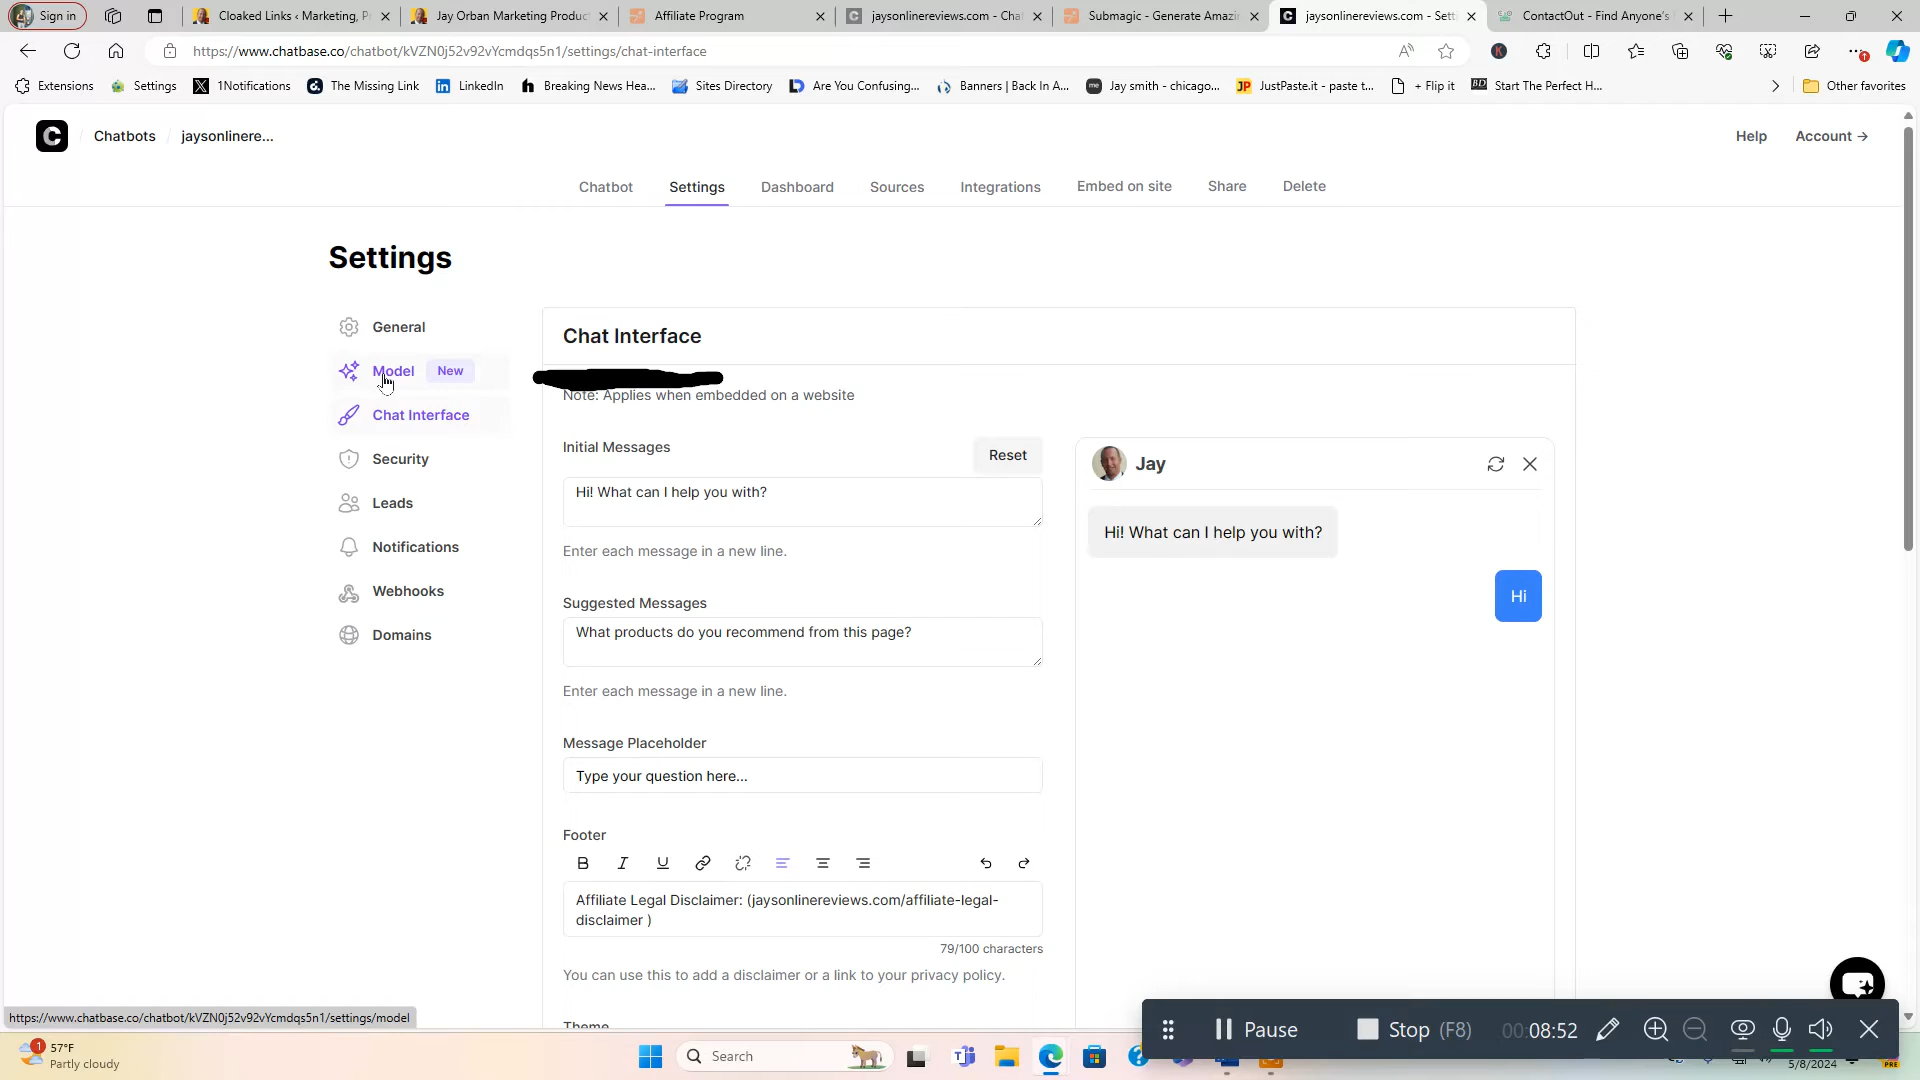 Sign in
Cloaked Links ‹ Marketing, P
Jay Orban Marketing Produc
Affiliate Program
jaysonlinereviews.com - Cha
Submagic - Generate Amazi
jaysonlinereviews.com - Sett
ContactOut - Find Anyone's
https://www.chatbase.co/chatbot/kVZN0j52v92vYcmdqs5n1/settings/chat-interface
Extensions
Settings
1Notifications
The Missing Link
LinkedIn
Breaking News Hea...
Sites Directory
Are You Confusing...
Banners | Back In A...
Jay smith - chicago...
JustPaste.it - paste t...
+ Flip it
Start The Perfect H...
Other favorites
Chatbots / jaysonlinere...
Help
Account →
Chatbot
Settings
Dashboard
Sources
Integrations
Embed on site
Share
Delete
Settings
General
Model New
Chat Interface
Security
Leads
Notifications
Webhooks
Domains
Chat Interface
Note: Applies when embedded on a website
Initial Messages
Reset
Hi! What can I help you with?
Enter each message in a new line.
Suggested Messages
What products do you recommend from this page?
Enter each message in a new line.
Message Placeholder
Type your question here...
Footer
B I U
Affiliate Legal Disclaimer: (jaysonlinereviews.com/affiliate-legal-
disclaimer )
79/100 characters
You can use this to add a disclaimer or a link to your privacy policy.
Theme
Jay
Hi! What can I help you with?
Hi
https://www.chatbase.co/chatbot/kVZN0j52v92vYcmdqs5n1/settings/model
Pause
Stop (F8)
00:08:52
1
57°F
Partly cloudy
Search
5/8/2024
PRE